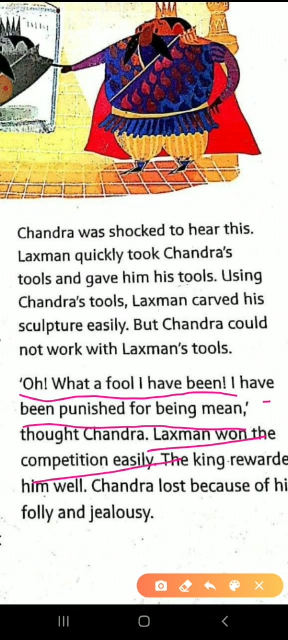 Chandra was shocked to hear this.
Laxman quickly took Chandra's
tools and gave him his tools. Using
Chandra's tools, Laxman carved his
sculpture easily. But Chandra could
not work with Laxman's tools.
'Oh! What a fool I have been! I have
been punished for being mean,'
thought Chandra. Laxman won the
competition easily. The king rewarde
him well. Chandra lost because of hi
folly and jealousy.